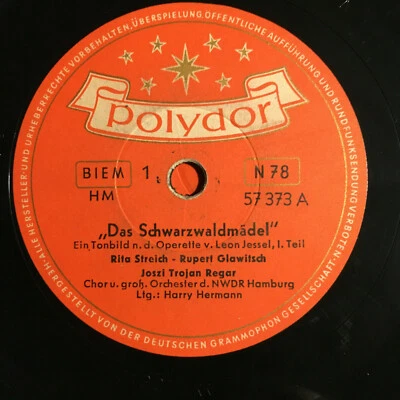 ALLE HERSTELLER- UND URHEBERRECHTE VORBEHALTEN, ÜBERSPIELUNG, ÖFFENTLICHE AUFFÜHRUNG UND RUNDFUNKSENDUNG VERBOTEN
polydor
BIEM 1. N 78
HM 57 373 A
„Das Schwarzwaldmädel"
Ein Tonbild n. d. Operette v. Leon Jessel, I. Teil
Rita Streich - Rupert Glawitsch
Joszi Trojan Regar
Chor u. groß. Orchester d. NWDR Hamburg
Ltg.: Harry Hermann
HERGESTELLT VON DER DEUTSCHEN GRAMMOPHON GESELLSCHAFT